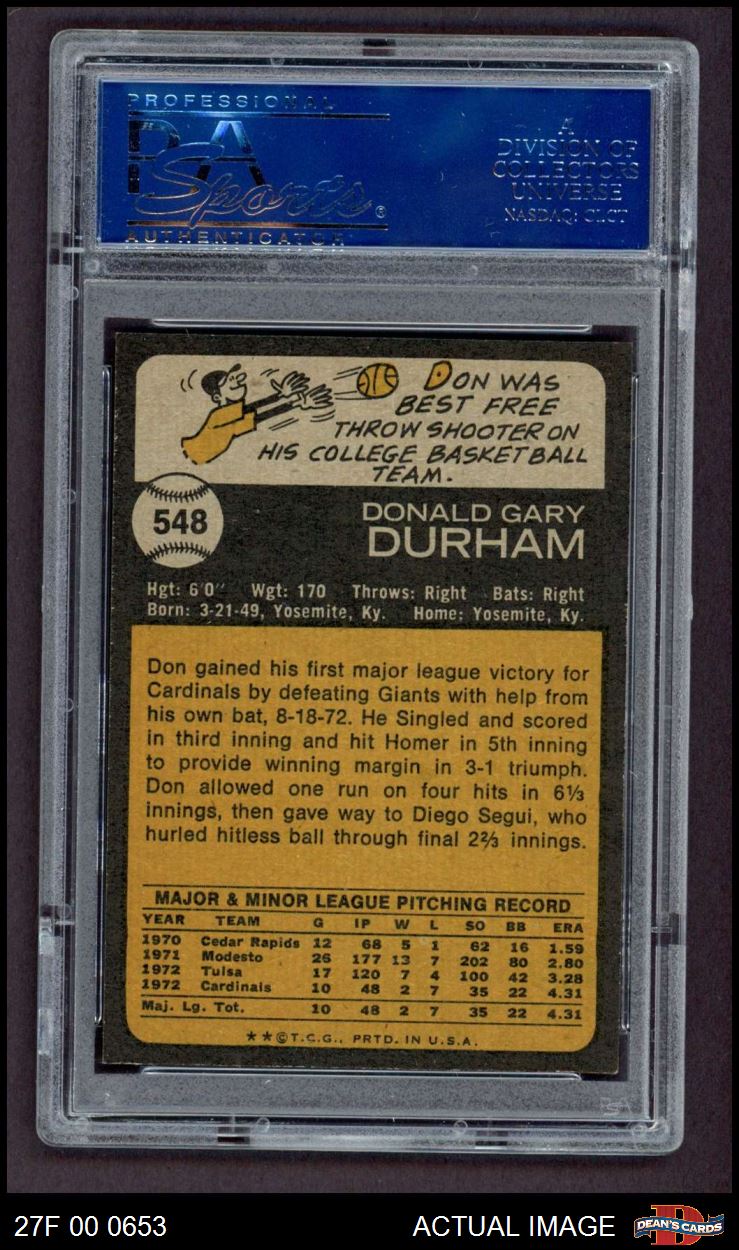 PROFESSIONAL
PSA
Sports®
AUTHENTICATOR
A
DIVISION OF
COLLECTORS
UNIVERSE
NASDAQ: CLCT
DON WAS
BEST FREE
THROW SHOOTER ON
HIS COLLEGE BASKETBALL
TEAM.
548
DONALD GARY
DURHAM
Hgt: 6'0" Wgt: 170 Throws: Right Bats: Right
Born: 3-21-49, Yosemite, Ky. Home: Yosemite, Ky.
Don gained his first major league victory for
Cardinals by defeating Giants with help from
his own bat, 8-18-72. He Singled and scored
in third inning and hit Homer in 5th inning
to provide winning margin in 3-1 triumph.
Don allowed one run on four hits in 6⅓
innings, then gave way to Diego Segui, who
hurled hitless ball through final 2⅔ innings.
MAJOR & MINOR LEAGUE PITCHING RECORD
YEAR TEAM G IP W L SO BB ERA
1970 Cedar Rapids 12 68 5 1 62 16 1.59
1971 Modesto 26 177 13 7 202 80 2.80
1972 Tulsa 17 120 7 4 100 42 3.28
1972 Cardinals 10 48 2 7 35 22 4.31
Maj. Lg. Tot. 10 48 2 7 35 22 4.31
★★©T.C.G., PRTD. IN U.S.A.
PSA
27F 00 0653 ACTUAL IMAGE
D
DEAN'S CARDS